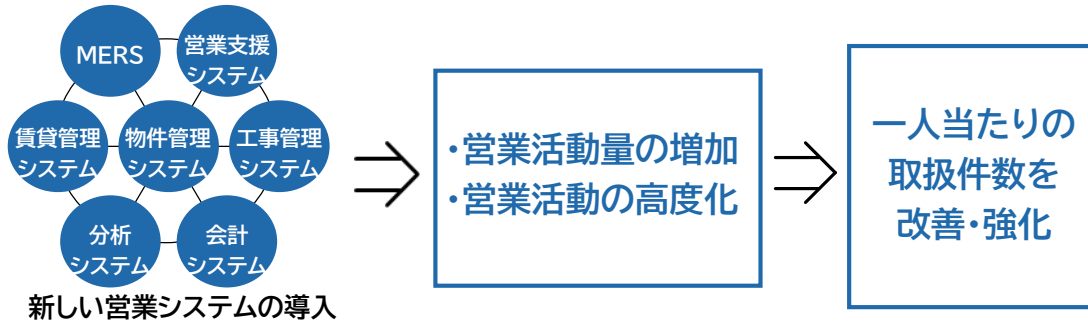 MERS
営業支援
システム
賃貸管理
システム
物件管理
システム
工事管理
システム
分析
システム
会計
システム
新しい営業システムの導入
・営業活動量の増加
・営業活動の高度化
一人当たりの
取扱件数を
改善・強化